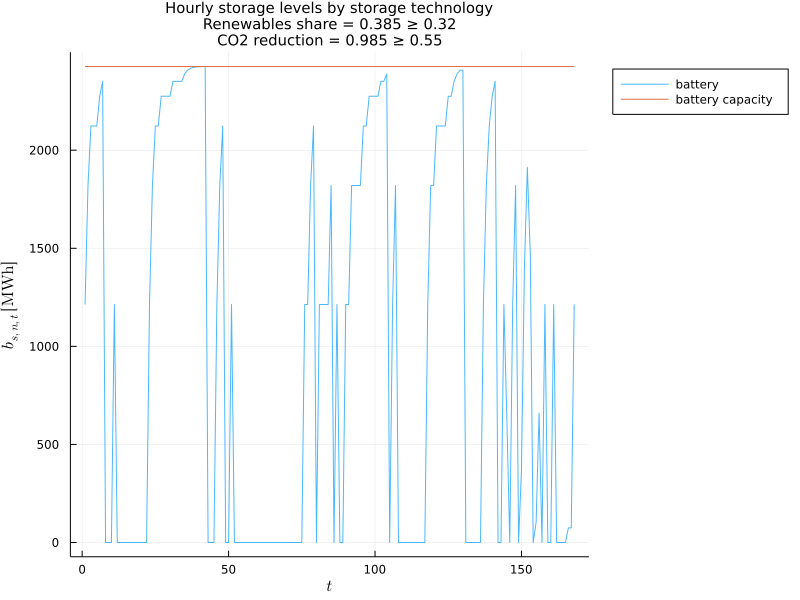 Hourly storage levels by storage technology
Renewables share = 0.385 ≥ 0.32
CO2 reduction = 0.985 ≥ 0.55
battery
battery capacity
2000
1500
1000
500
0
b_{s, n, t} [MWh]
0 50 100 150
t